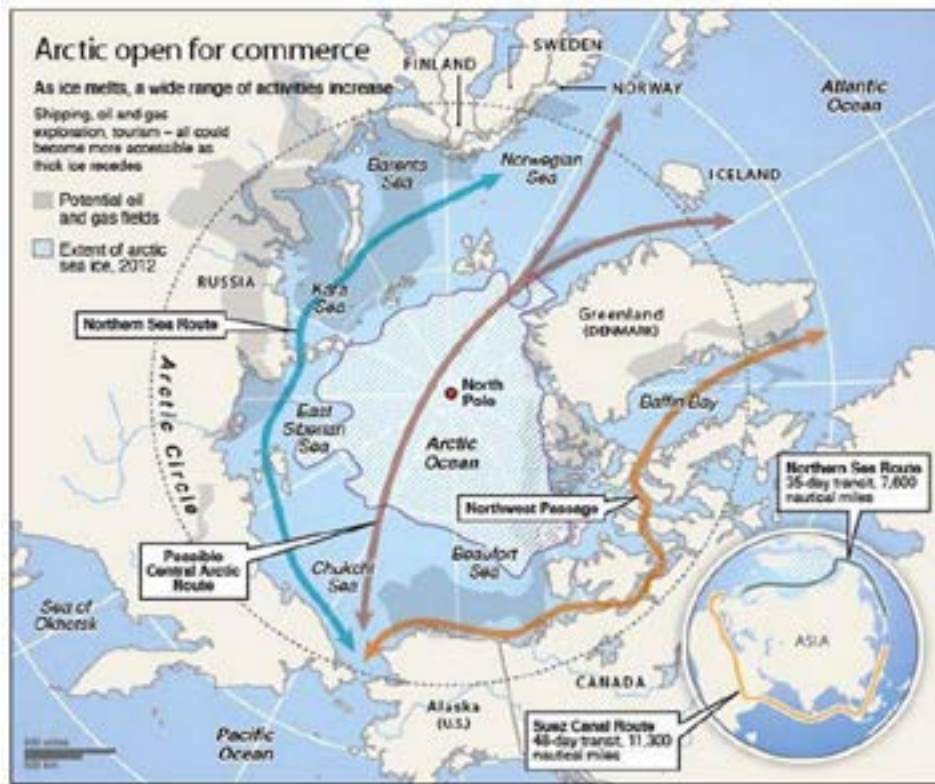 Arctic open for commerce
As ice melts, a wide range of activities increase
Shipping, oil and gas
exploration, tourism – all could
become more accessible as
thick ice recedes
Potential oil
and gas fields
Extent of arctic
sea ice, 2012
FINLAND
SWEDEN
NORWAY
Atlantic
Ocean
Barents
Sea
Norwegian
Sea
ICELAND
RUSSIA
Kara
Sea
Northern Sea Route
Greenland
(DENMARK)
Arctic Circle
North
Pole
Baffin Bay
East
Siberian
Sea
Arctic
Ocean
Northern Sea Route
35-day transit, 7,600
nautical miles
Northwest Passage
Possible
Central Arctic
Route
Chukchi
Sea
Beaufort
Sea
Sea of
Okhotsk
ASIA
CANADA
Alaska
(U.S.)
Suez Canal Route
48-day transit, 11,300
nautical miles
Pacific
Ocean